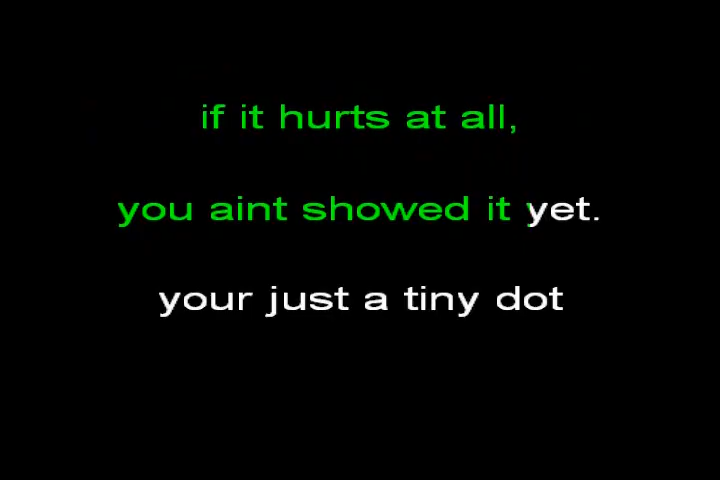 if it hurts at all,
you aint showed it yet.
your just a tiny dot